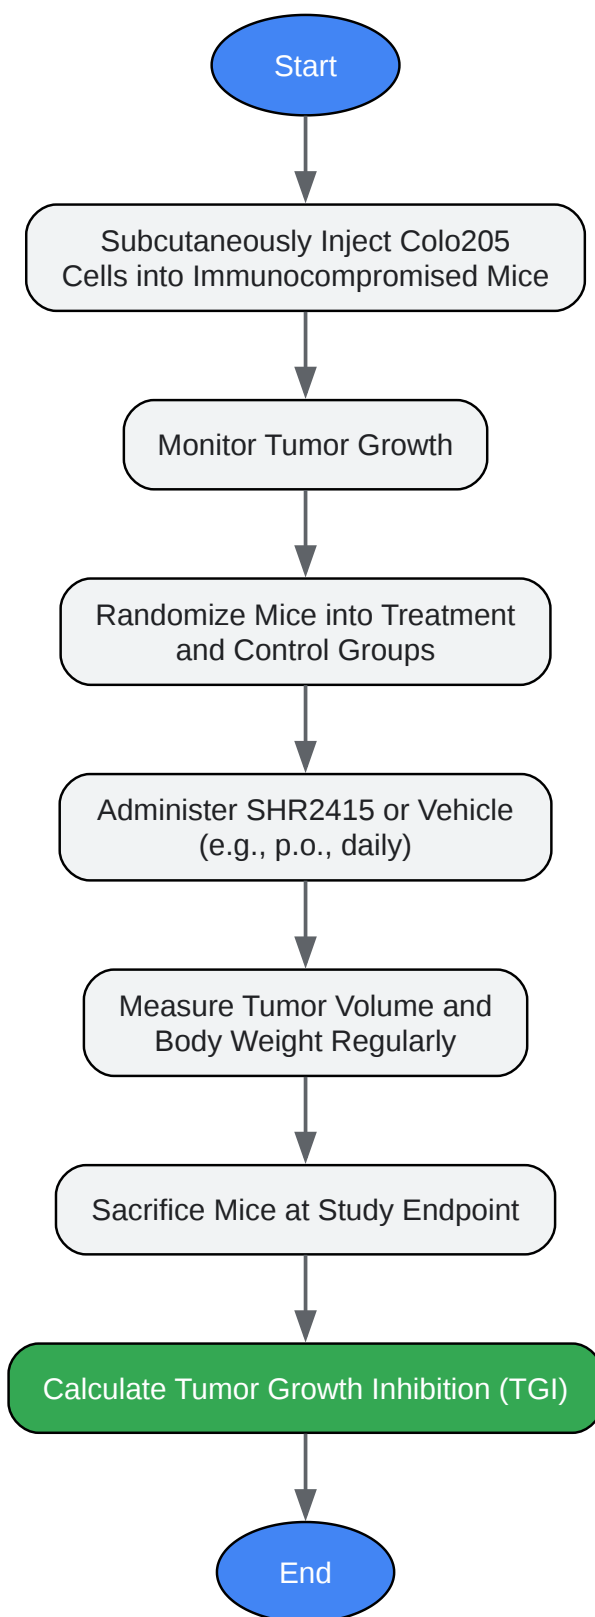 Start
Subcutaneously Inject Colo205
Cells into Immunocompromised Mice
Monitor Tumor Growth
Randomize Mice into Treatment
and Control Groups
Administer SHR2415 or Vehicle
(e.g., p.o., daily)
Measure Tumor Volume and
Body Weight Regularly
Sacrifice Mice at Study Endpoint
Calculate Tumor Growth Inhibition (TGI)
End